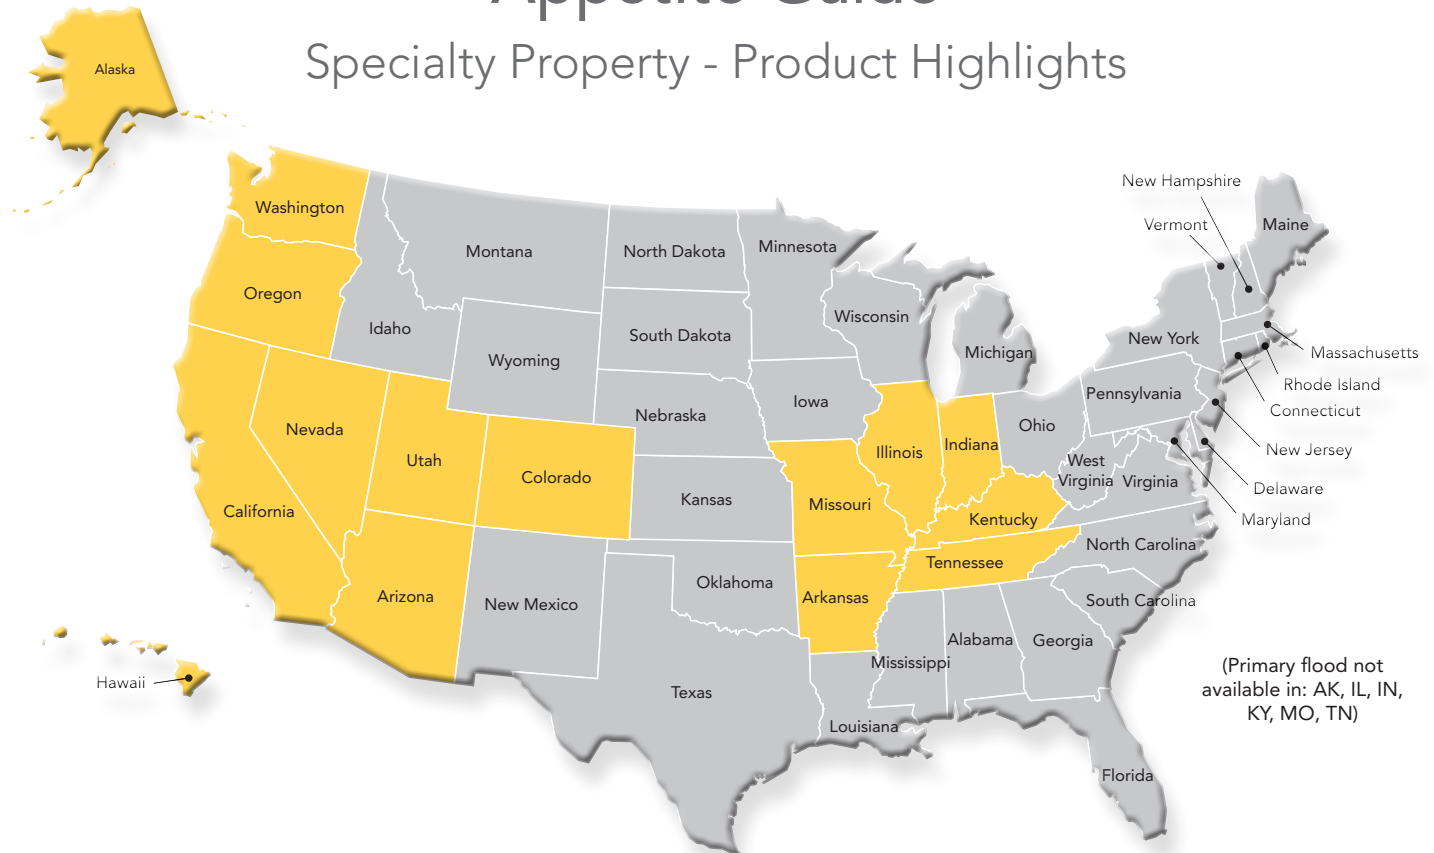 Appetite Guide
Specialty Property - Product Highlights
Alaska
Washington
Oregon
California
Nevada
Idaho
Montana
Wyoming
Utah
Colorado
Arizona
New Mexico
North Dakota
South Dakota
Nebraska
Kansas
Oklahoma
Texas
Minnesota
Iowa
Missouri
Arkansas
Louisiana
Wisconsin
Illinois
Michigan
Indiana
Ohio
Kentucky
Tennessee
Mississippi
Alabama
Georgia
Florida
South Carolina
North Carolina
Virginia
West
Virginia
Pennsylvania
New York
Maine
New Hampshire
Vermont
Massachusetts
Rhode Island
Connecticut
New Jersey
Delaware
Maryland
Hawaii
(Primary flood not
available in: AK, IL, IN,
KY, MO, TN)